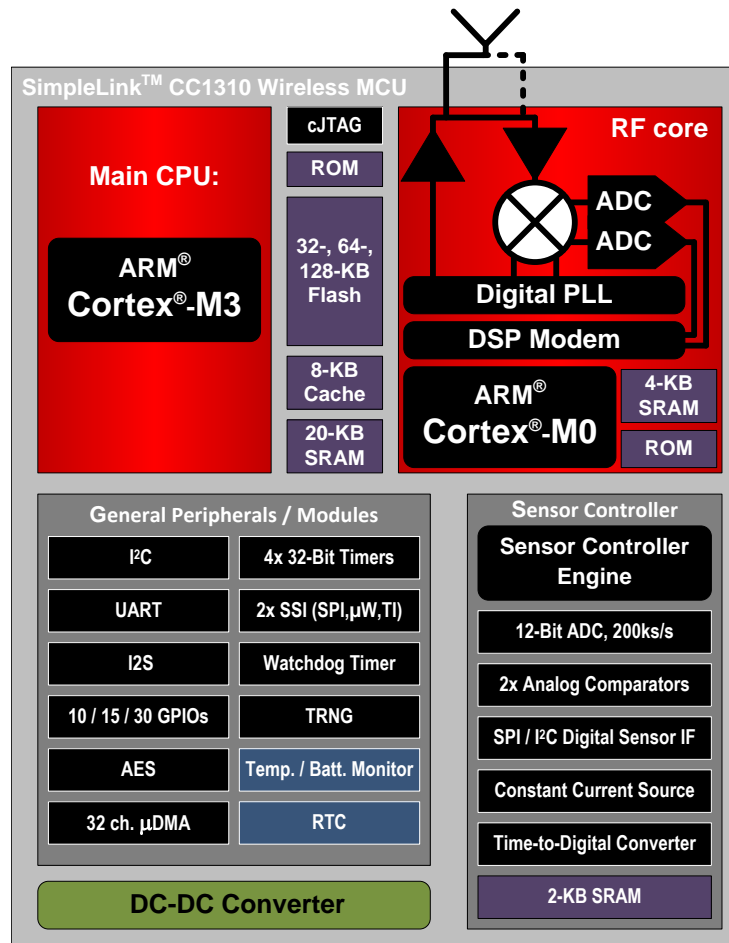 SimpleLink™ CC1310 Wireless MCU
Main CPU:
ARM®
Cortex®-M3
cJTAG
ROM
32-, 64-,
128-KB
Flash
8-KB
Cache
20-KB
SRAM
RF core
ADC
ADC
Digital PLL
DSP Modem
ARM®
Cortex®-M0
4-KB
SRAM
ROM
General Peripherals / Modules
I²C
4x 32-Bit Timers
UART
2x SSI (SPI,µW,TI)
I2S
Watchdog Timer
10 / 15 / 30 GPIOs
TRNG
AES
Temp. / Batt. Monitor
32 ch. µDMA
RTC
Sensor Controller
Sensor Controller
Engine
12-Bit ADC, 200ks/s
2x Analog Comparators
SPI / I²C Digital Sensor IF
Constant Current Source
Time-to-Digital Converter
2-KB SRAM
DC-DC Converter